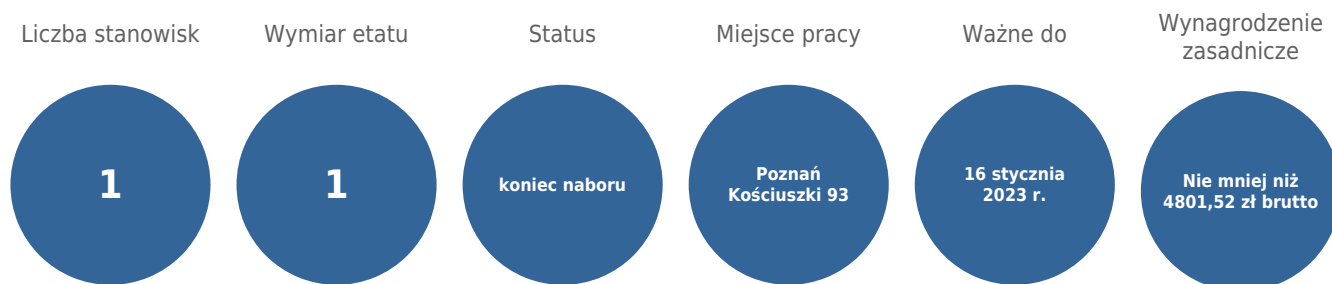 Liczba stanowisk
1
Wymiar etatu
1
Status
koniec naboru
Miejsce pracy
Poznań
Kościuszki 93
Ważne do
16 stycznia
2023 r.
Wynagrodzenie
zasadnicze
Nie mniej niż
4801,52 zł brutto